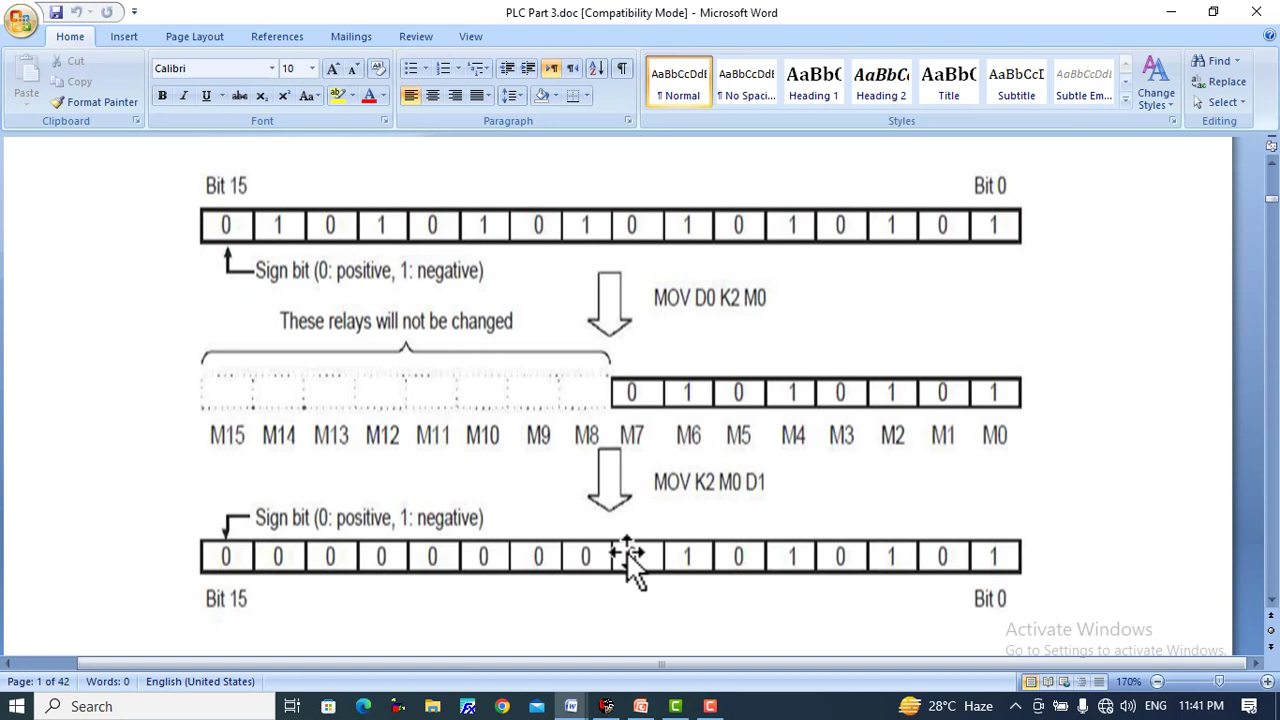 PLC Part 3.doc [Compatibility Mode] - Microsoft Word
Home Insert Page Layout References Mailings Review View
Paste
Cut
Copy
Format Painter
Clipboard
Calibri 10
Font
Paragraph
AaBbCcDdE AaBbCcDdE AaBbC AaBbCc AaBbC AaBbCcI AaBbCcDdE
¶ Normal ¶ No Spaci... Heading 1 Heading 2 Title Subtitle Subtle Em...
Change Styles
Styles
Find
Replace
Select
Editing
Bit 15 Bit 0
0 1 0 1 0 1 0 1 0 1 0 1 0 1 0 1
Sign bit (0: positive, 1: negative)
MOV D0 K2 M0
These relays will not be changed
0 1 0 1 0 1 0 1
M15 M14 M13 M12 M11 M10 M9 M8 M7 M6 M5 M4 M3 M2 M1 M0
MOV K2 M0 D1
Sign bit (0: positive, 1: negative)
0 0 0 0 0 0 0 0 1 0 1 0 1 0 1
Bit 15 Bit 0
Activate Windows
Go to Settings to activate Windows.
Page: 1 of 42 Words: 0 English (United States) 170%
Search 28°C Haze 11:41 PM